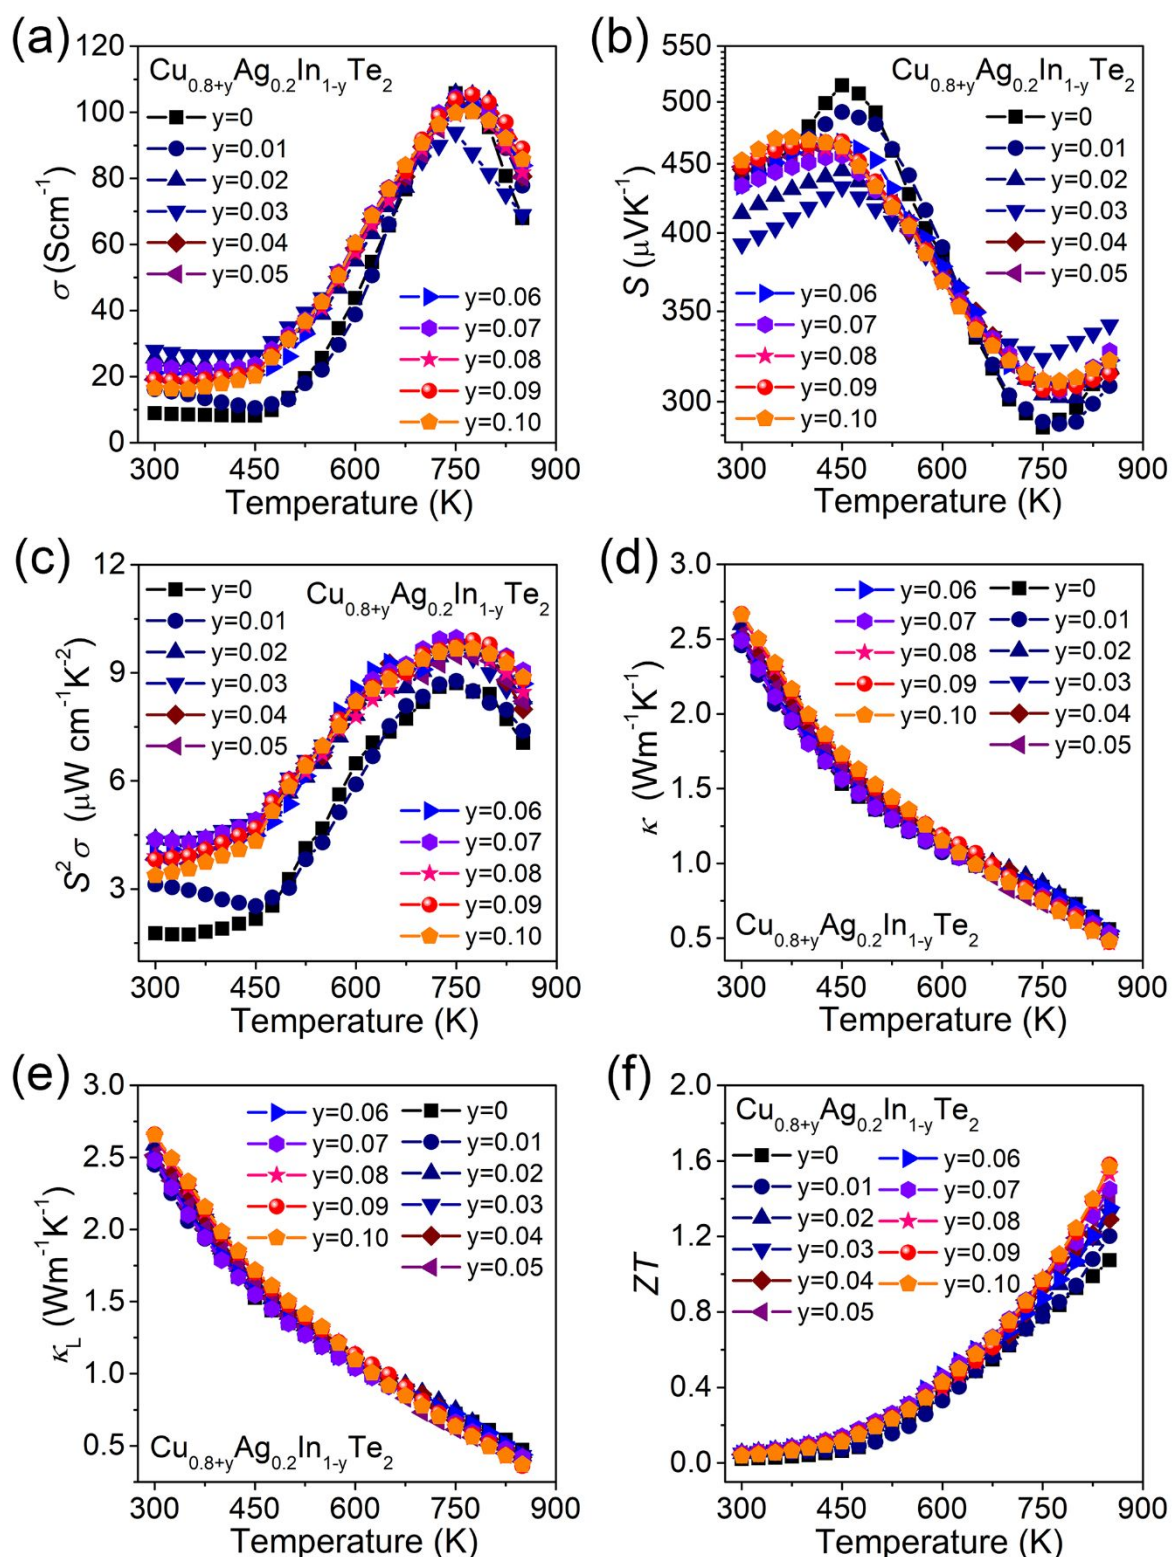 (a)
120
100
80
60
40
20
0
σ (Scm⁻¹)
Cu₀.₈₊yAg₀.₂In₁₋yTe₂
y=0
y=0.01
y=0.02
y=0.03
y=0.04
y=0.05
y=0.06
y=0.07
y=0.08
y=0.09
y=0.10
300 450 600 750 900
Temperature (K)
(b)
550
500
450
400
350
300
S (μVK⁻¹)
Cu₀.₈₊yAg₀.₂In₁₋yTe₂
y=0
y=0.01
y=0.02
y=0.03
y=0.04
y=0.05
y=0.06
y=0.07
y=0.08
y=0.09
y=0.10
300 450 600 750 900
Temperature (K)
(c)
12
9
6
3
S² σ (μW cm⁻¹K⁻²)
y=0
Cu₀.₈₊yAg₀.₂In₁₋yTe₂
y=0.01
y=0.02
y=0.03
y=0.04
y=0.05
y=0.06
y=0.07
y=0.08
y=0.09
y=0.10
300 450 600 750 900
Temperature (K)
(d)
3.0
2.5
2.0
1.5
1.0
0.5
κ (Wm⁻¹K⁻¹)
y=0.06 y=0
y=0.07 y=0.01
y=0.08 y=0.02
y=0.09 y=0.03
y=0.10 y=0.04
y=0.05
Cu₀.₈₊yAg₀.₂In₁₋yTe₂
300 450 600 750 900
Temperature (K)
(e)
3.0
2.5
2.0
1.5
1.0
0.5
κL (Wm⁻¹K⁻¹)
y=0.06 y=0
y=0.07 y=0.01
y=0.08 y=0.02
y=0.09 y=0.03
y=0.10 y=0.04
y=0.05
Cu₀.₈₊yAg₀.₂In₁₋yTe₂
300 450 600 750 900
Temperature (K)
(f)
2.0
1.6
1.2
0.8
0.4
0.0
ZT
Cu₀.₈₊yAg₀.₂In₁₋yTe₂
y=0 y=0.06
y=0.01 y=0.07
y=0.02 y=0.08
y=0.03 y=0.09
y=0.04 y=0.10
y=0.05
300 450 600 750 900
Temperature (K)